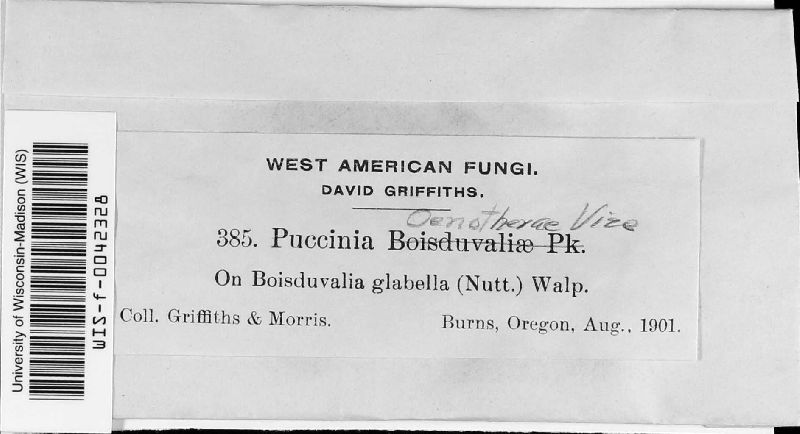 WEST AMERICAN FUNGI.
DAVID GRIFFITHS.
Oenotherae Vize
385. Puccinia Boisduvaliæ Pk.
On Boisduvalia glabella (Nutt.) Walp.
Coll. Griffiths & Morris. Burns, Oregon, Aug., 1901.
University of Wisconsin-Madison (WIS)
WIS-f-0042328